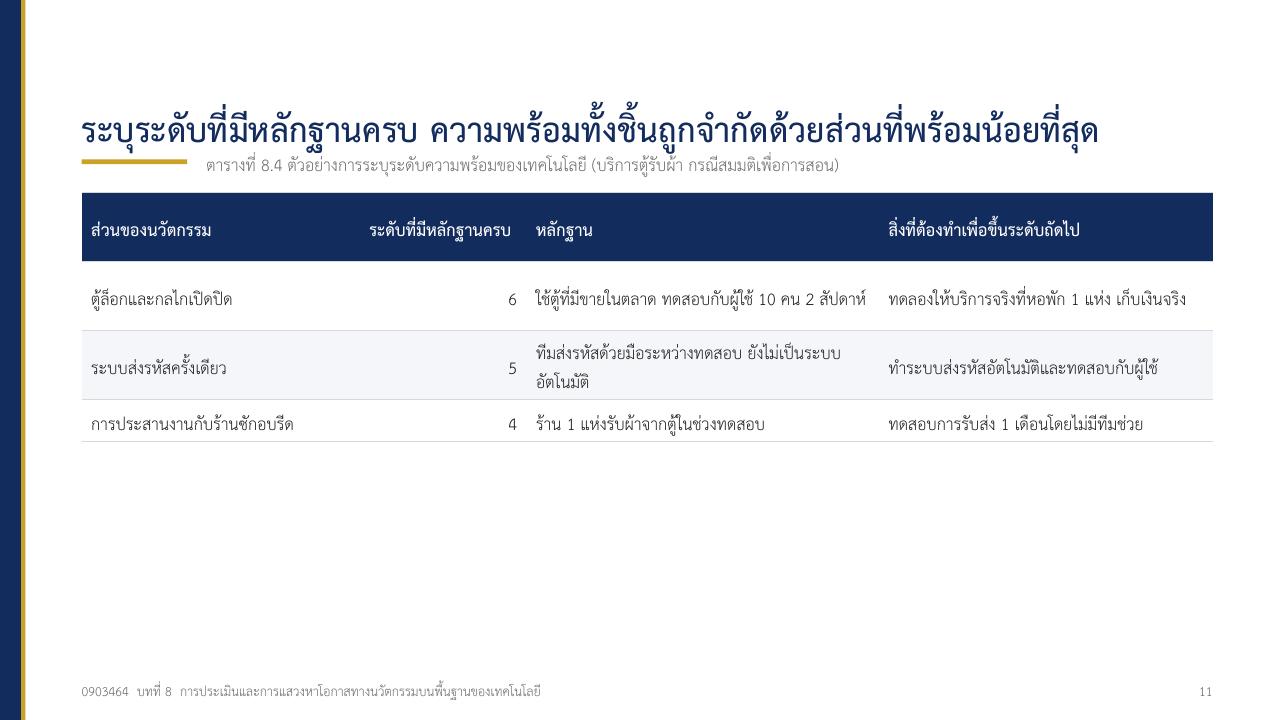 ระบุระดับที่มีหลักฐานครบ ความพร้อมทั้งชิ้นถูกจำกัดด้วยส่วนที่พร้อมน้อยที่สุด
ตารางที่ 8.4 ตัวอย่างการระบุระดับความพร้อมของเทคโนโลยี (บริการตู้รับผ้า กรณีสมมติเพื่อการสอน)
ส่วนของนวัตกรรม ระดับที่มีหลักฐานครบ หลักฐาน สิ่งที่ต้องทำเพื่อขึ้นระดับถัดไป
ตู้ล็อกและกลไกเปิดปิด 6 ใช้ตู้ที่มีขายในตลาด ทดสอบกับผู้ใช้ 10 คน 2 สัปดาห์ ทดลองให้บริการจริงที่หอพัก 1 แห่ง เก็บเงินจริง
ระบบส่งรหัสครั้งเดียว 5 ทีมส่งรหัสด้วยมือระหว่างทดสอบ ยังไม่เป็นระบบ
อัตโนมัติ ทำระบบส่งรหัสอัตโนมัติและทดสอบกับผู้ใช้
การประสานงานกับร้านซักอบรีด 4 ร้าน 1 แห่งรับผ้าจากตู้ในช่วงทดสอบ ทดสอบการรับส่ง 1 เดือนโดยไม่มีทีมช่วย
0903464 บทที่ 8 การประเมินและการแสวงหาโอกาสทางนวัตกรรมบนพื้นฐานของเทคโนโลยี 11